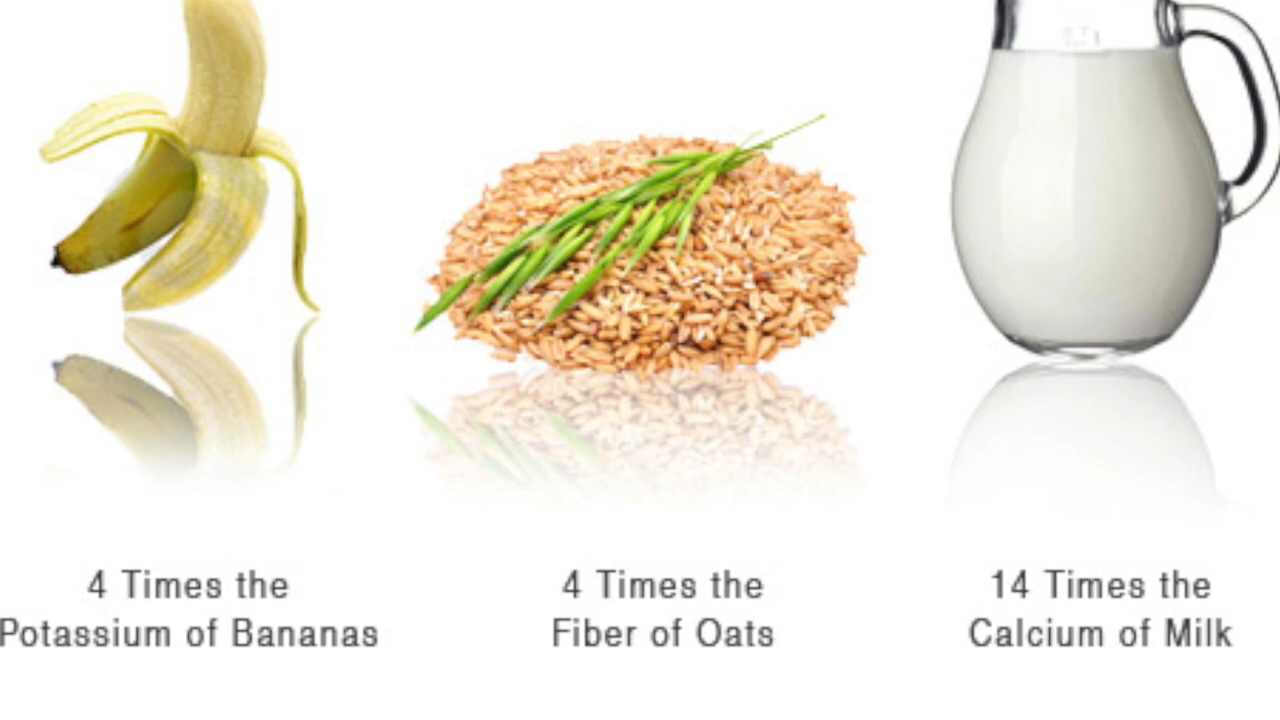 4 Times the
Potassium of Bananas
4 Times the
Fiber of Oats
14 Times the
Calcium of Milk